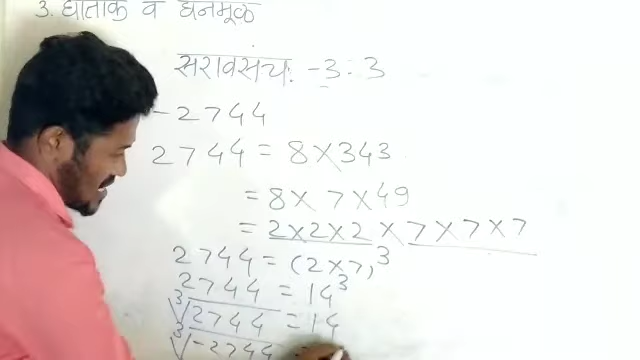 3. घातांक व घनमूळ
सरावसंच: -3.3
-2744
2744 = 8×343
= 8×7×49
= 2×2×2×7×7×7
2744 = (2×7)³
2744 = 14³
∛2744 = 14
∛-2744